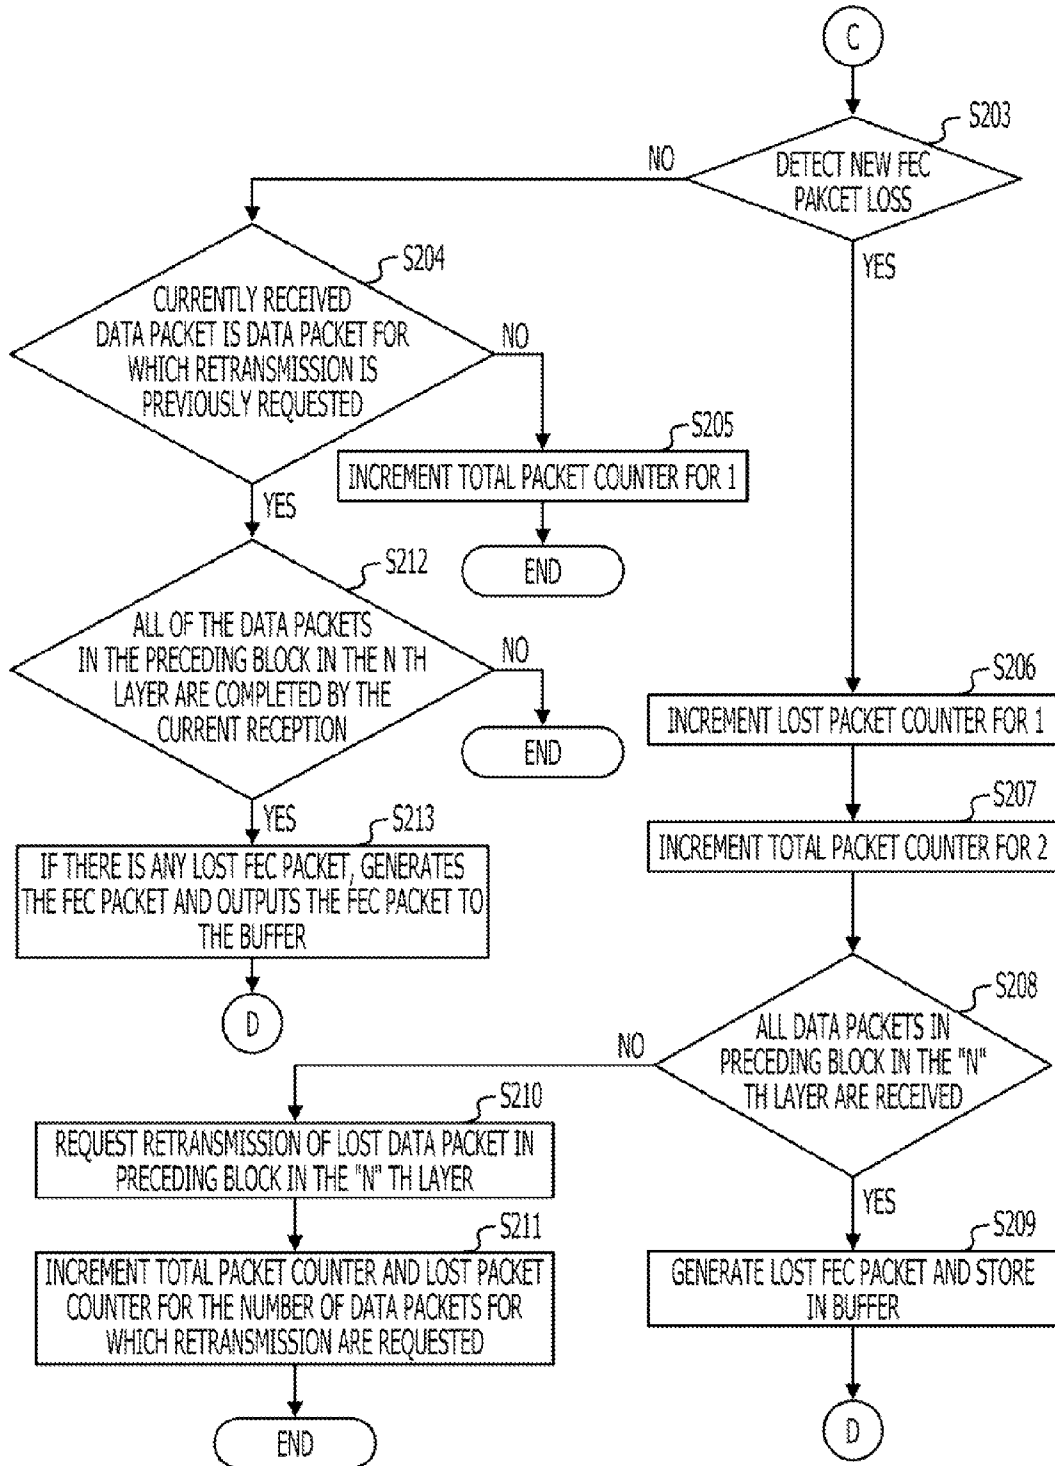 C
S203
DETECT NEW FEC
PAKCET LOSS
NO
YES
S204
CURRENTLY RECEIVED
DATA PACKET IS DATA PACKET FOR
WHICH RETRANSMISSION IS
PREVIOUSLY REQUESTED
NO
YES
S205
INCREMENT TOTAL PACKET COUNTER FOR 1
END
S212
ALL OF THE DATA PACKETS
IN THE PRECEDING BLOCK IN THE N TH
LAYER ARE COMPLETED BY THE
CURRENT RECEPTION
NO
END
YES
S213
IF THERE IS ANY LOST FEC PACKET, GENERATES
THE FEC PACKET AND OUTPUTS THE FEC PACKET TO
THE BUFFER
D
S206
INCREMENT LOST PACKET COUNTER FOR 1
S207
INCREMENT TOTAL PACKET COUNTER FOR 2
S208
ALL DATA PACKETS IN
PRECEDING BLOCK IN THE "N"
TH LAYER ARE RECEIVED
NO
YES
S210
REQUEST RETRANSMISSION OF LOST DATA PACKET IN
PRECEDING BLOCK IN THE "N" TH LAYER
S211
INCREMENT TOTAL PACKET COUNTER AND LOST PACKET
COUNTER FOR THE NUMBER OF DATA PACKETS FOR
WHICH RETRANSMISSION ARE REQUESTED
END
S209
GENERATE LOST FEC PACKET AND STORE
IN BUFFER
D